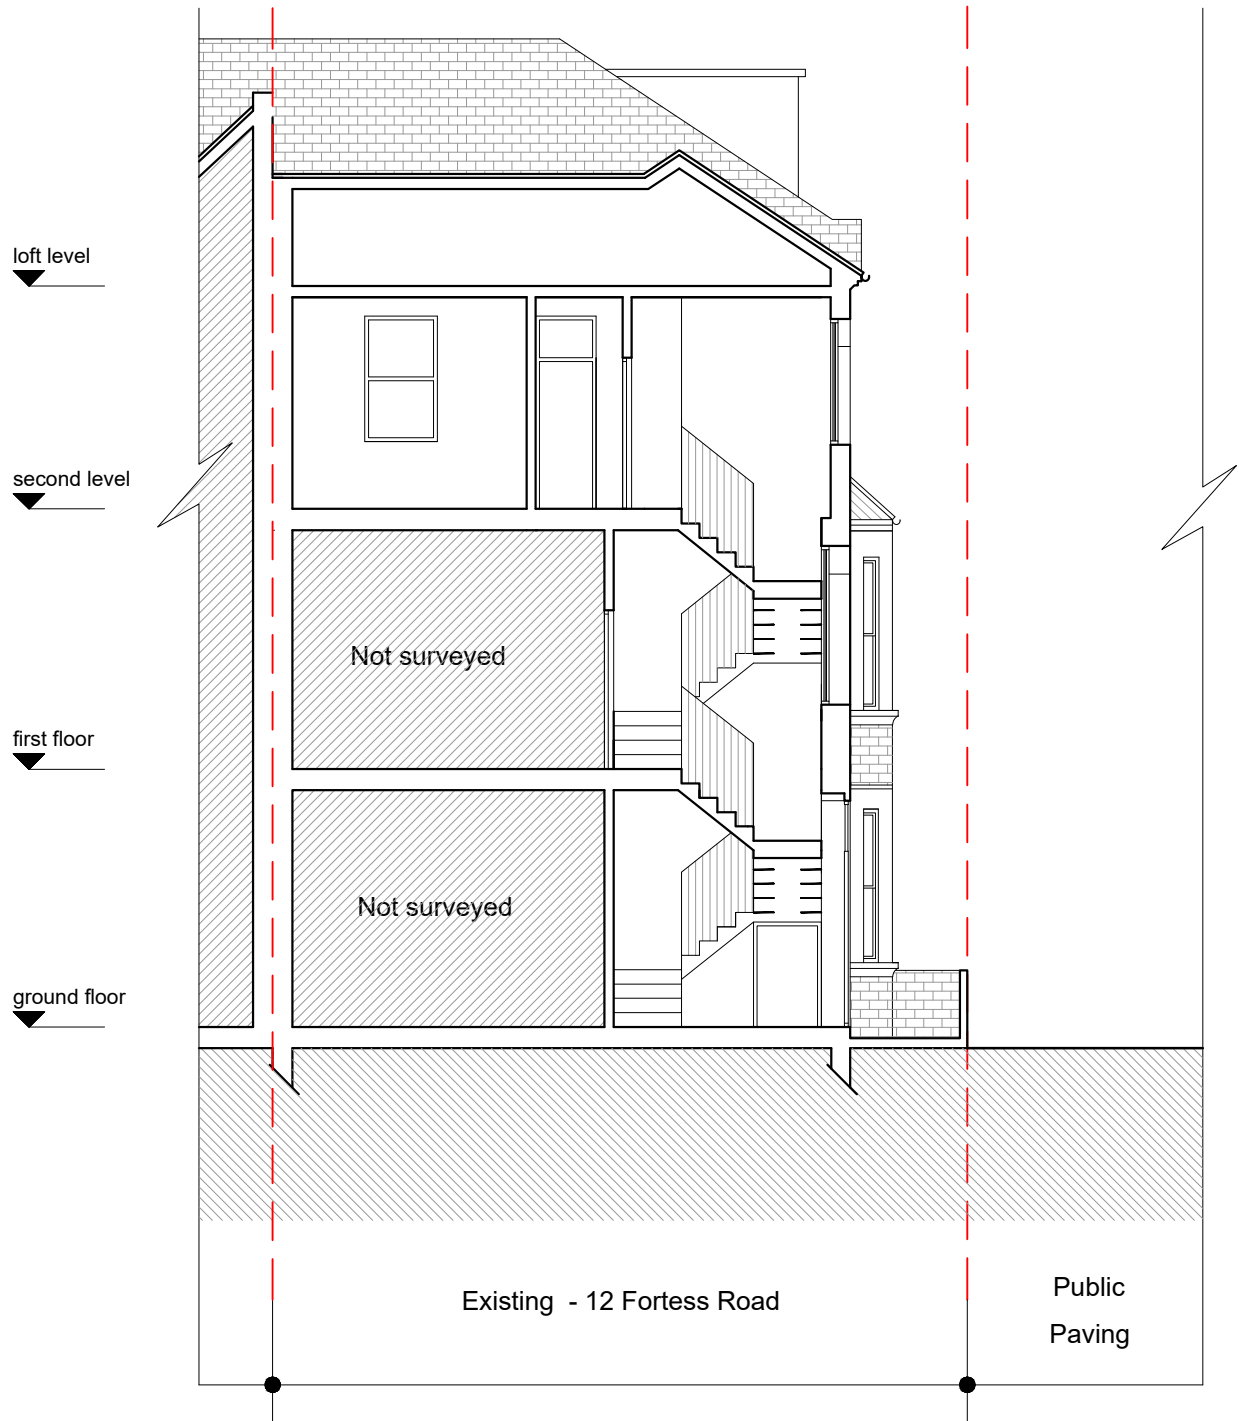 loft level
second level
Not surveyed
first floor
Not surveyed
ground floor
Existing - 12 Fortess Road
Public
Paving